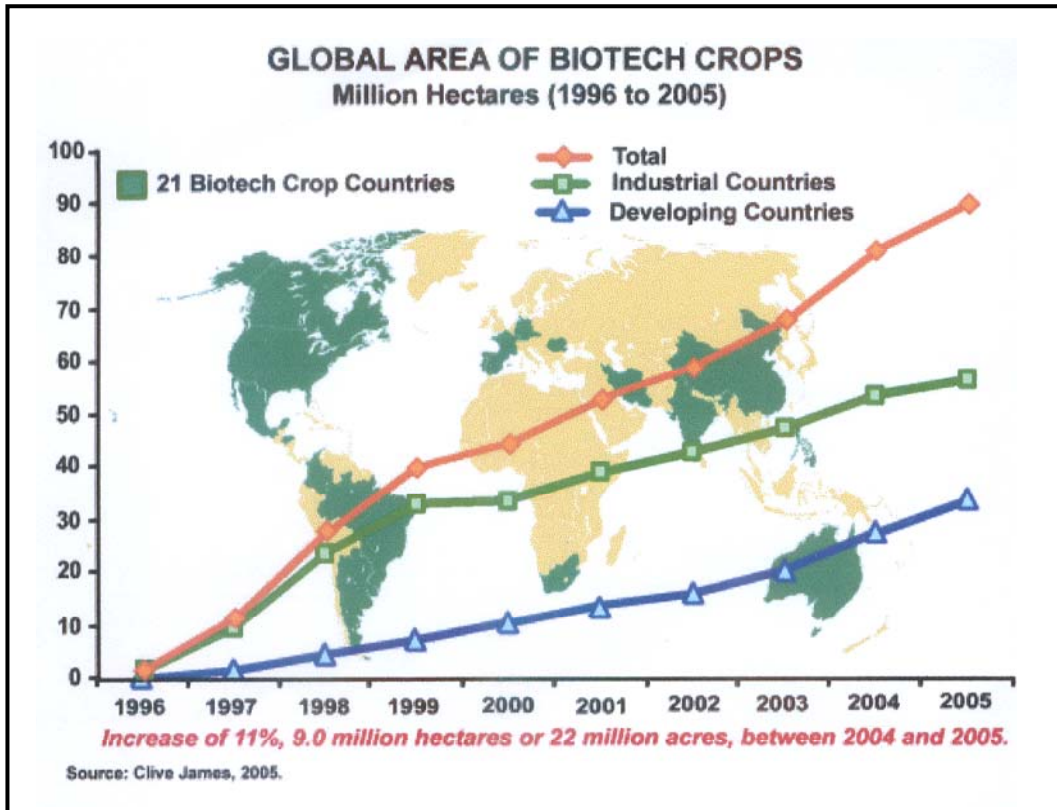 GLOBAL AREA OF BIOTECH CROPS
Million Hectares (1996 to 2005)
100
90
80
70
60
50
40
30
20
10
0
21 Biotech Crop Countries
Total
Industrial Countries
Developing Countries
1996 1997 1998 1999 2000 2001 2002 2003 2004 2005
Increase of 11%, 9.0 million hectares or 22 million acres, between 2004 and 2005.
Source: Clive James, 2005.